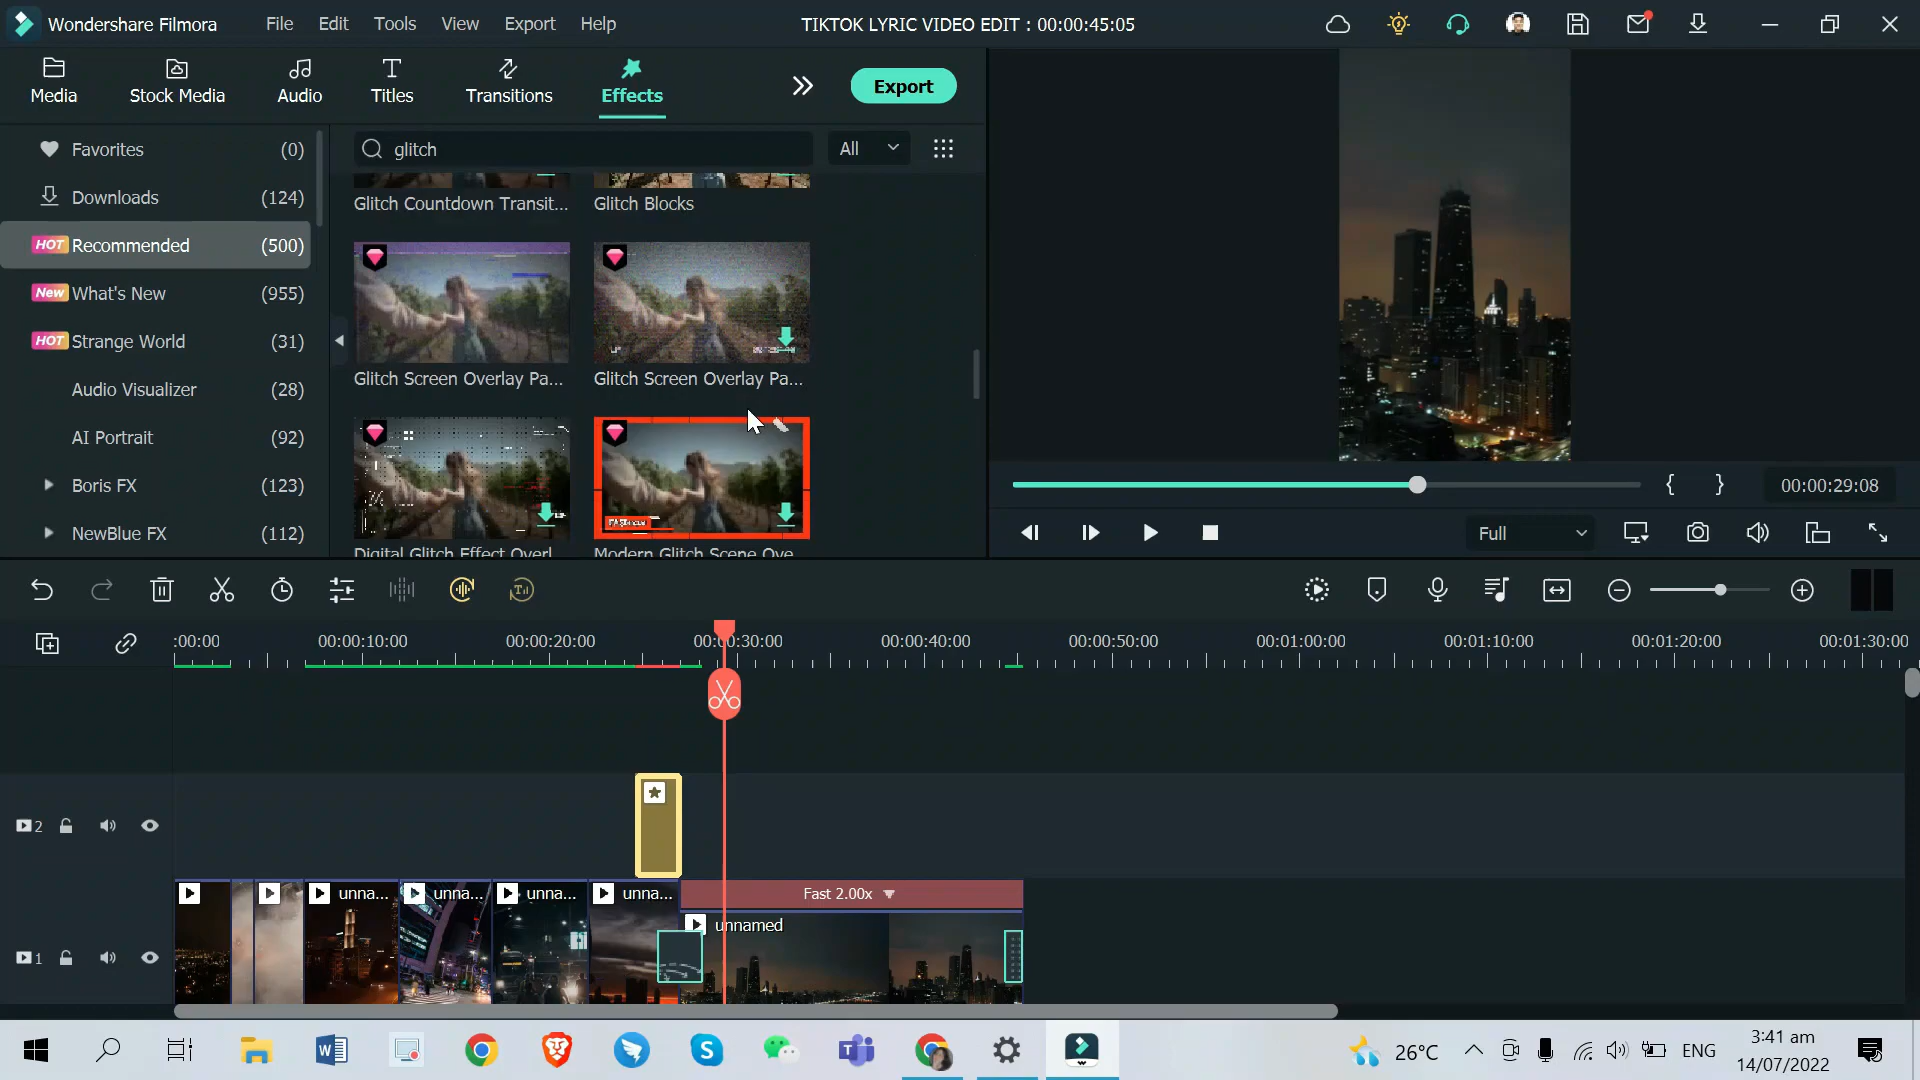 Wondershare Filmora File Edit Tools View Export Help TIKTOK LYRIC VIDEO EDIT : 00:00:45:05
Media Stock Media Audio Titles Transitions Effects Export
Favorites (0)
Downloads (124)
HOT Recommended (500)
New What's New (955)
HOT Strange World (31)
Audio Visualizer (28)
AI Portrait (92)
Boris FX (123)
NewBlue FX (112)
glitch All
Glitch Countdown Transit... Glitch Blocks
Glitch Screen Overlay Pa... Glitch Screen Overlay Pa...
Digital Glitch Effect Overl Modern Glitch Scene Ove
00:00:29:08
Full
:00:00 00:00:10:00 00:00:20:00 00:00:30:00 00:00:40:00 00:00:50:00 00:01:00:00 00:01:10:00 00:01:20:00 00:01:30:00
2
unna... unna... unna... unna... Fast 2.00x
unnamed
1
26°C ENG
3:41 am
14/07/2022